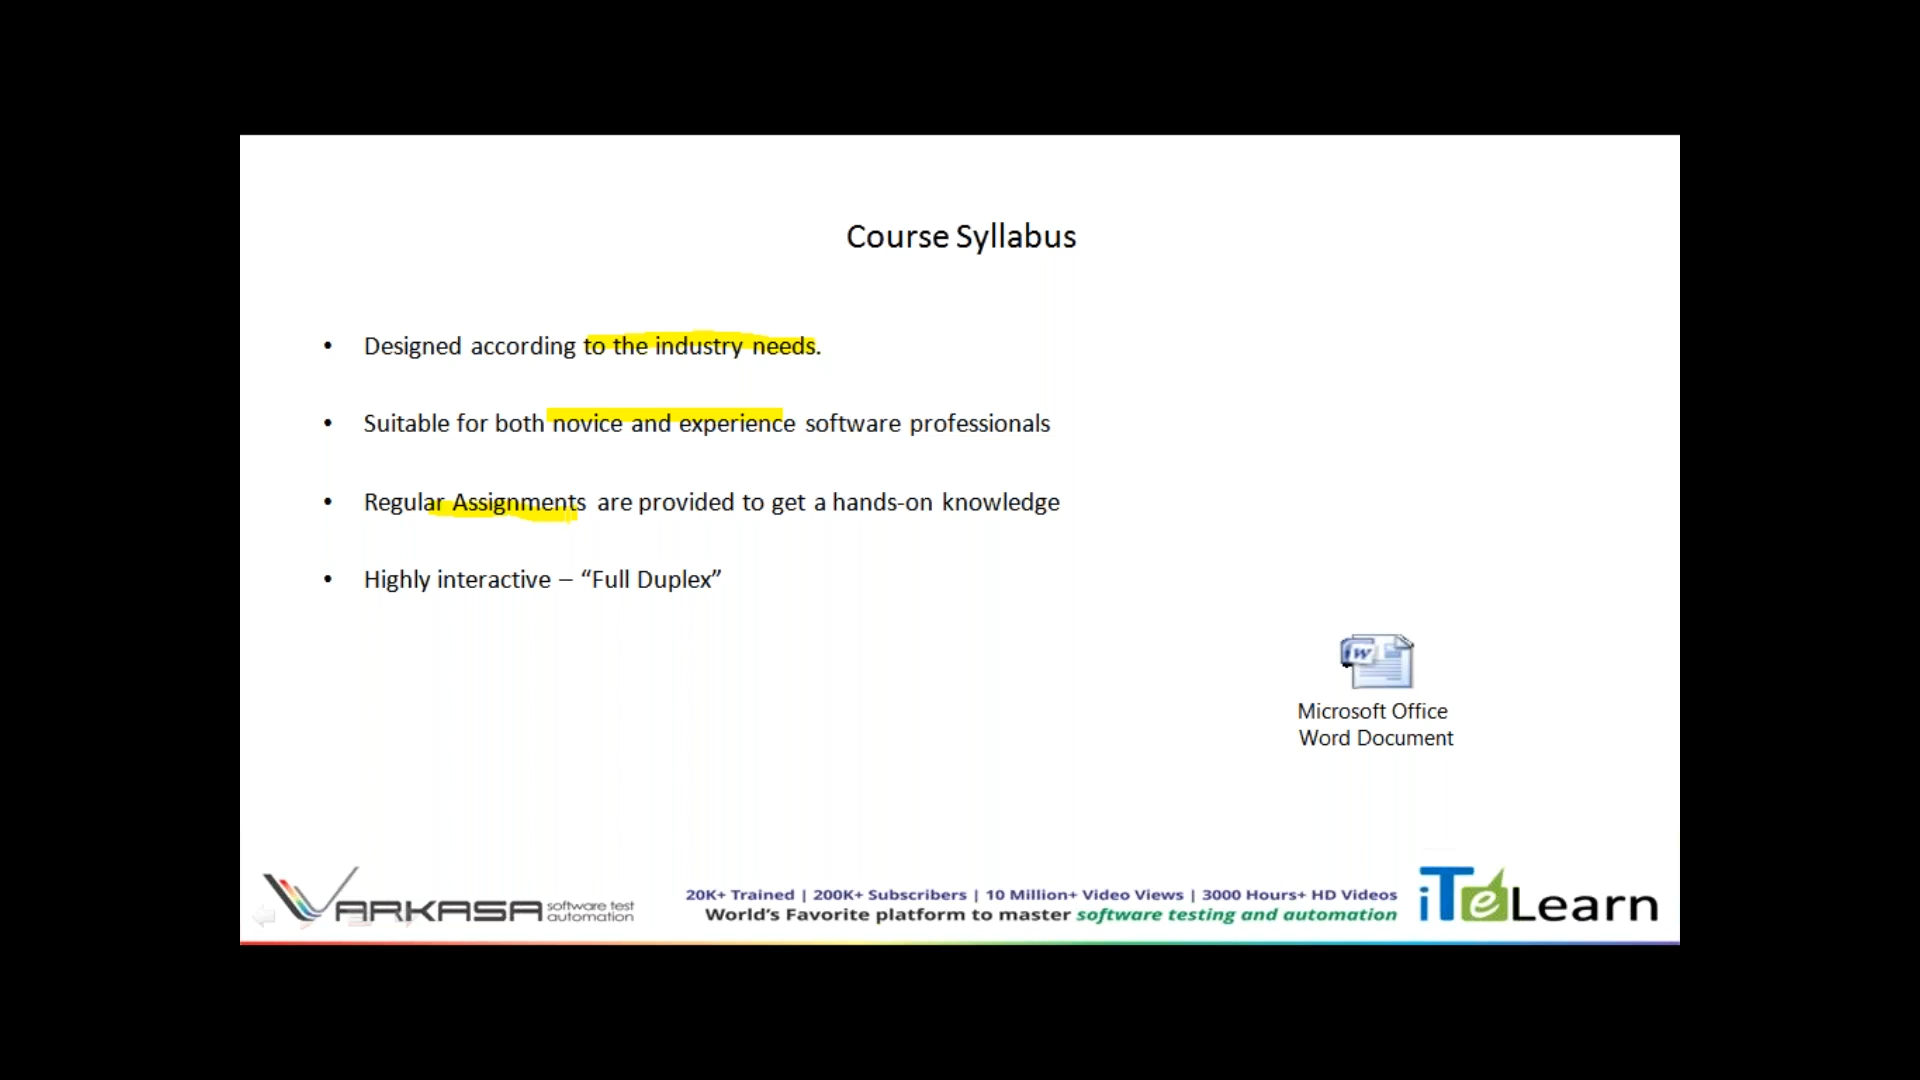 Course Syllabus
• Designed according to the industry needs.
• Suitable for both novice and experience software professionals
• Regular Assignments are provided to get a hands-on knowledge
• Highly interactive – “Full Duplex”
W
Microsoft Office
Word Document
VARKASA software test
automation
20K+ Trained | 200K+ Subscribers | 10 Million+ Video Views | 3000 Hours+ HD Videos
World’s Favorite platform to master software testing and automation
iTeLearn